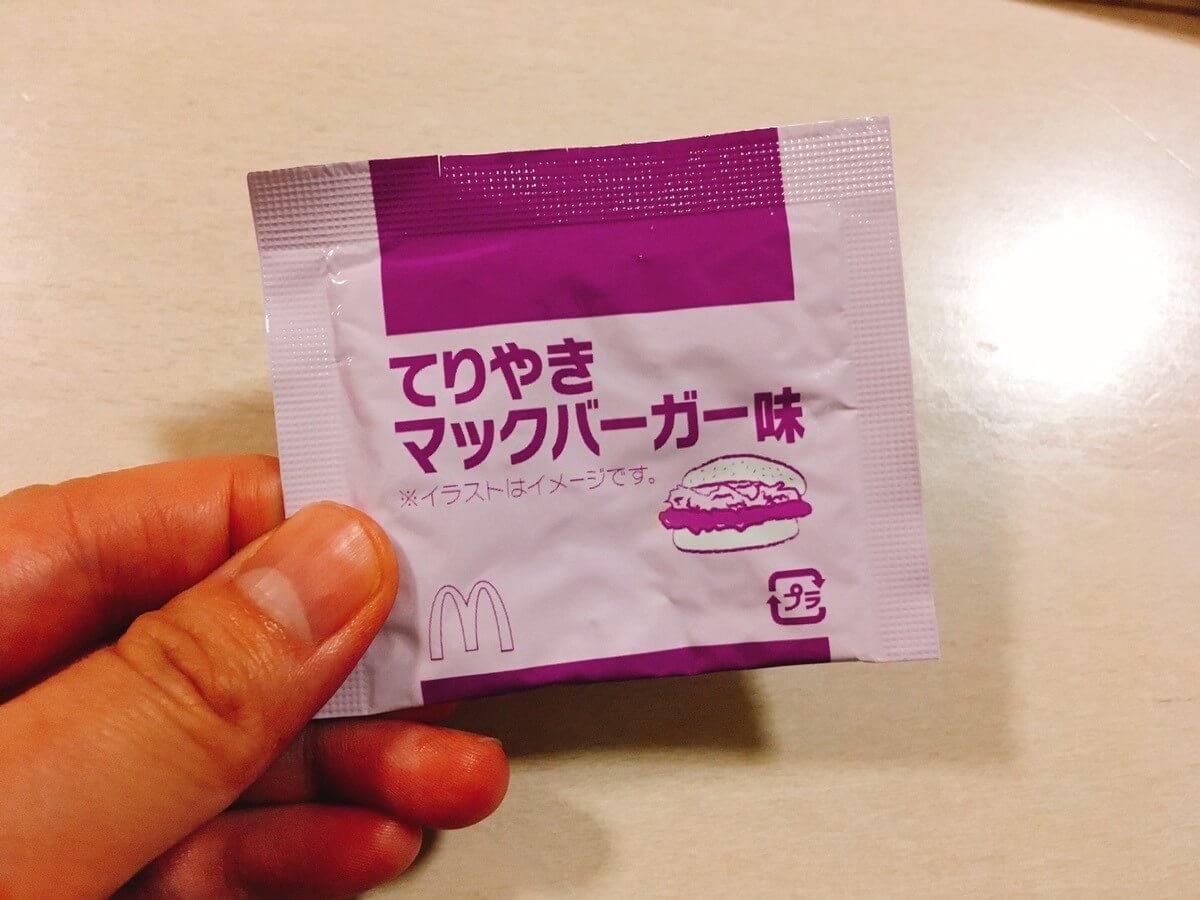 てりやき
マックバーガー味
※イラストはイメージです。
プラ